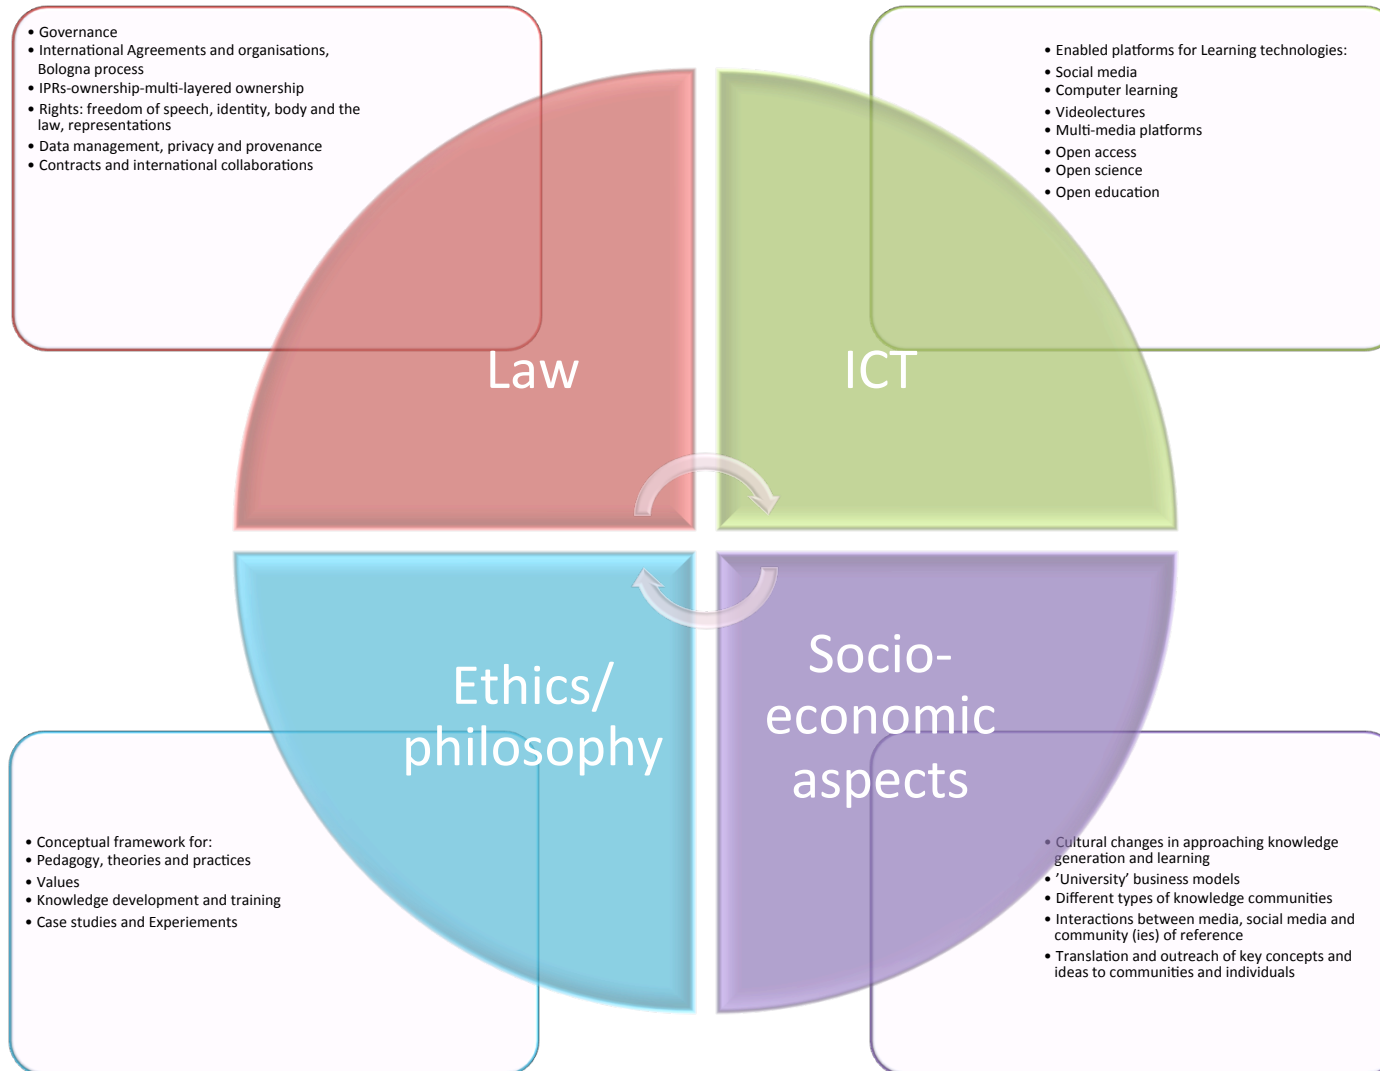 • Governance
• International Agreements and organisations,
Bologna process
• IPRs-ownership-multi-layered ownership
• Rights: freedom of speech, identity, body and the
law, representations
• Data management, privacy and provenance
• Contracts and international collaborations
• Enabled platforms for Learning technologies:
• Social media
• Computer learning
• Videolectures
• Multi-media platforms
• Open access
• Open science
• Open education
Law
ICT
Ethics/
philosophy
Socio-
economic
aspects
• Conceptual framework for:
• Pedagogy, theories and practices
• Values
• Knowledge development and training
• Case studies and Experiements
• Cultural changes in approaching knowledge
generation and learning
• ’University’ business models
• Different types of knowledge communities
• Interactions between media, social media and
community (ies) of reference
• Translation and outreach of key concepts and
ideas to communities and individuals